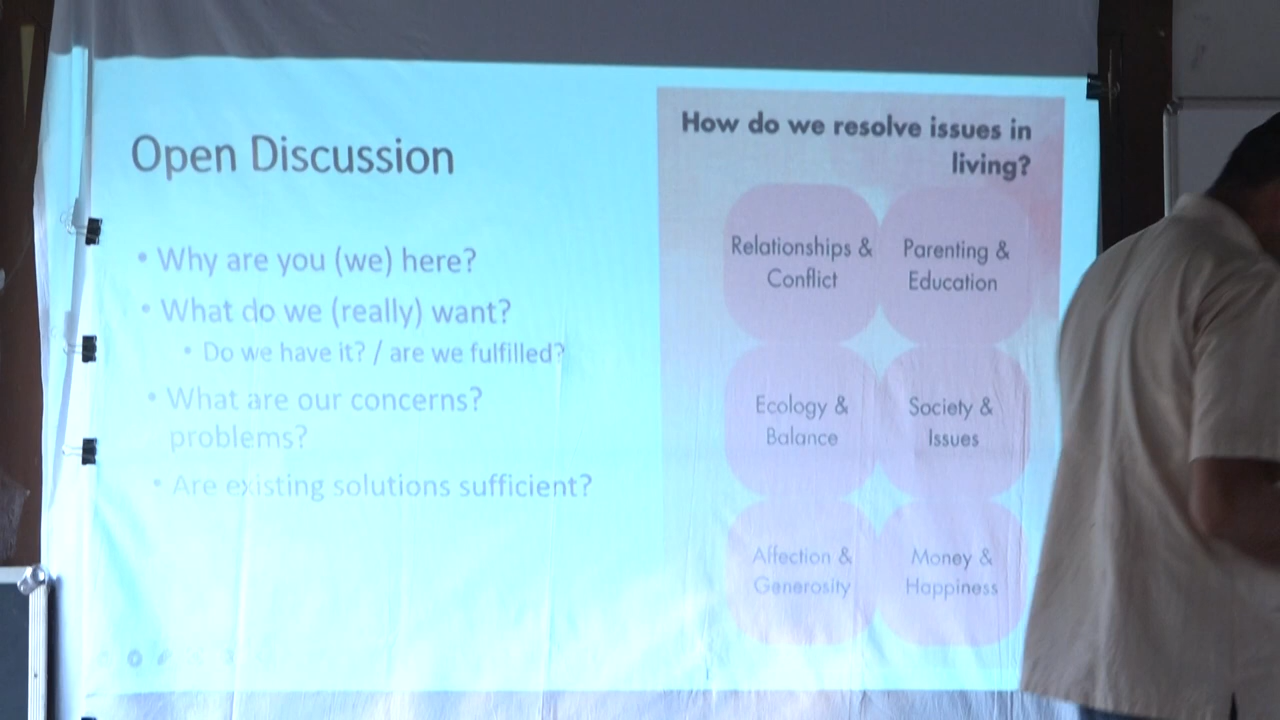 Open Discussion
• Why are you (we) here?
• What do we (really) want?
• Do we have it? / are we fulfilled?
• What are our concerns?
problems?
• Are existing solutions sufficient?
How do we resolve issues in
living?
Relationships &
Conflict
Parenting &
Education
Ecology &
Balance
Society &
Issues
Affection &
Generosity
Money &
Happiness